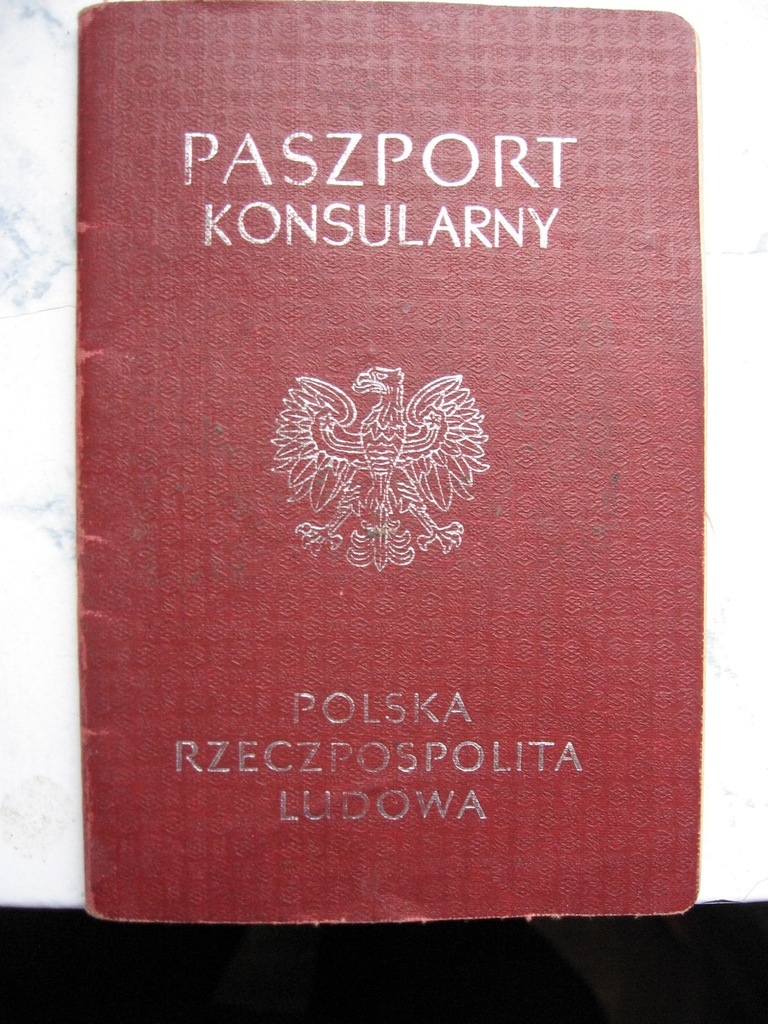 PASZPORT
KONSULARNY
POLSKA
RZECZPOSPOLITA
LUDOWA